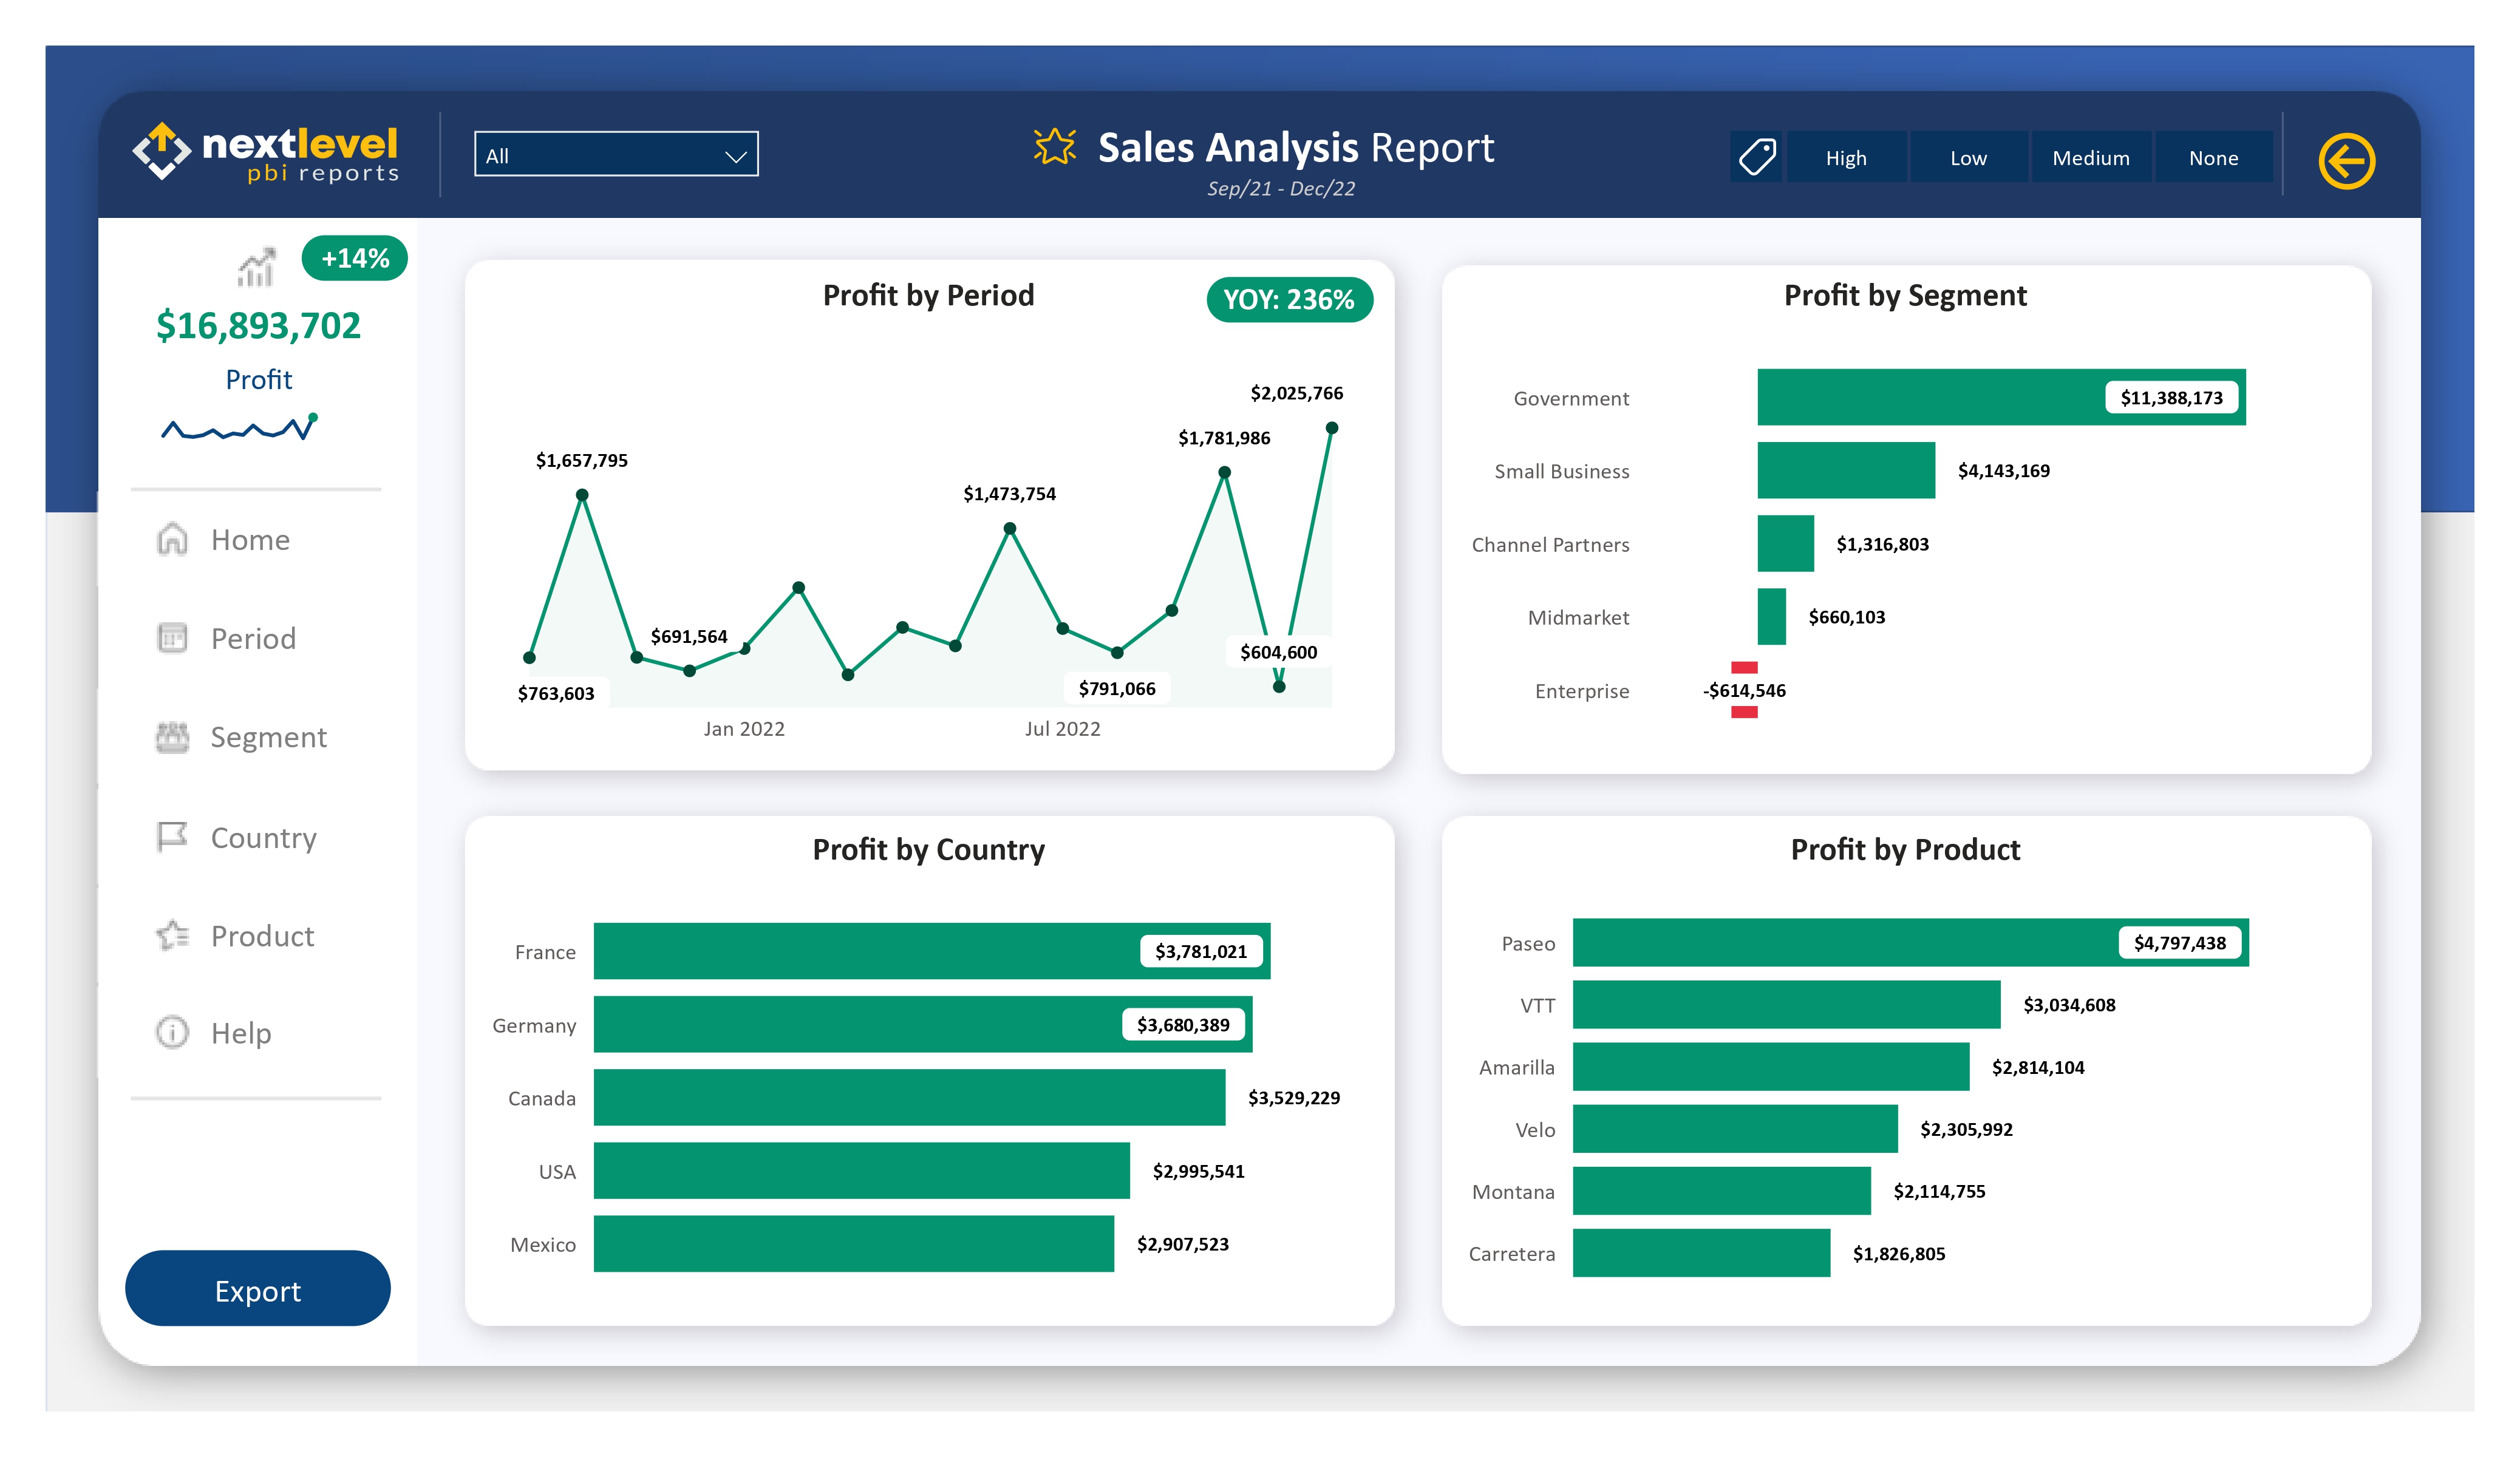 nextlevel
pbi reports
All
Sales Analysis Report
Sep/21 - Dec/22
High
Low
Medium
None
+14%
$16,893,702
Profit
Home
Period
Segment
Country
Product
Help
Export
Profit by Period
YOY: 236%
$763,603
$1,657,795
$691,564
$1,473,754
$791,066
$1,781,986
$604,600
$2,025,766
Jan 2022
Jul 2022
Profit by Segment
Government $11,388,173
Small Business $4,143,169
Channel Partners $1,316,803
Midmarket $660,103
Enterprise -$614,546
Profit by Country
France $3,781,021
Germany $3,680,389
Canada $3,529,229
USA $2,995,541
Mexico $2,907,523
Profit by Product
Paseo $4,797,438
VTT $3,034,608
Amarilla $2,814,104
Velo $2,305,992
Montana $2,114,755
Carretera $1,826,805